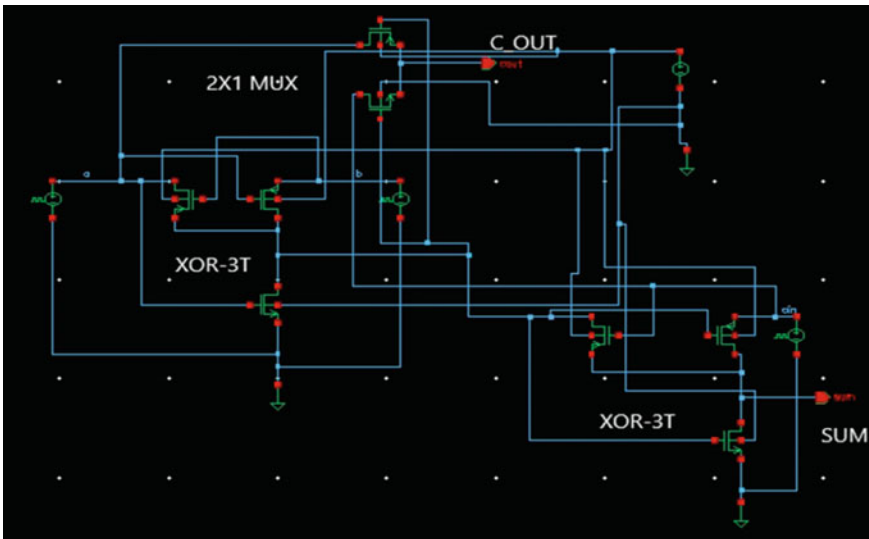 C_OUT
cout
2X1 MUX
a
b
XOR-3T
cin
sum
XOR-3T
SUM